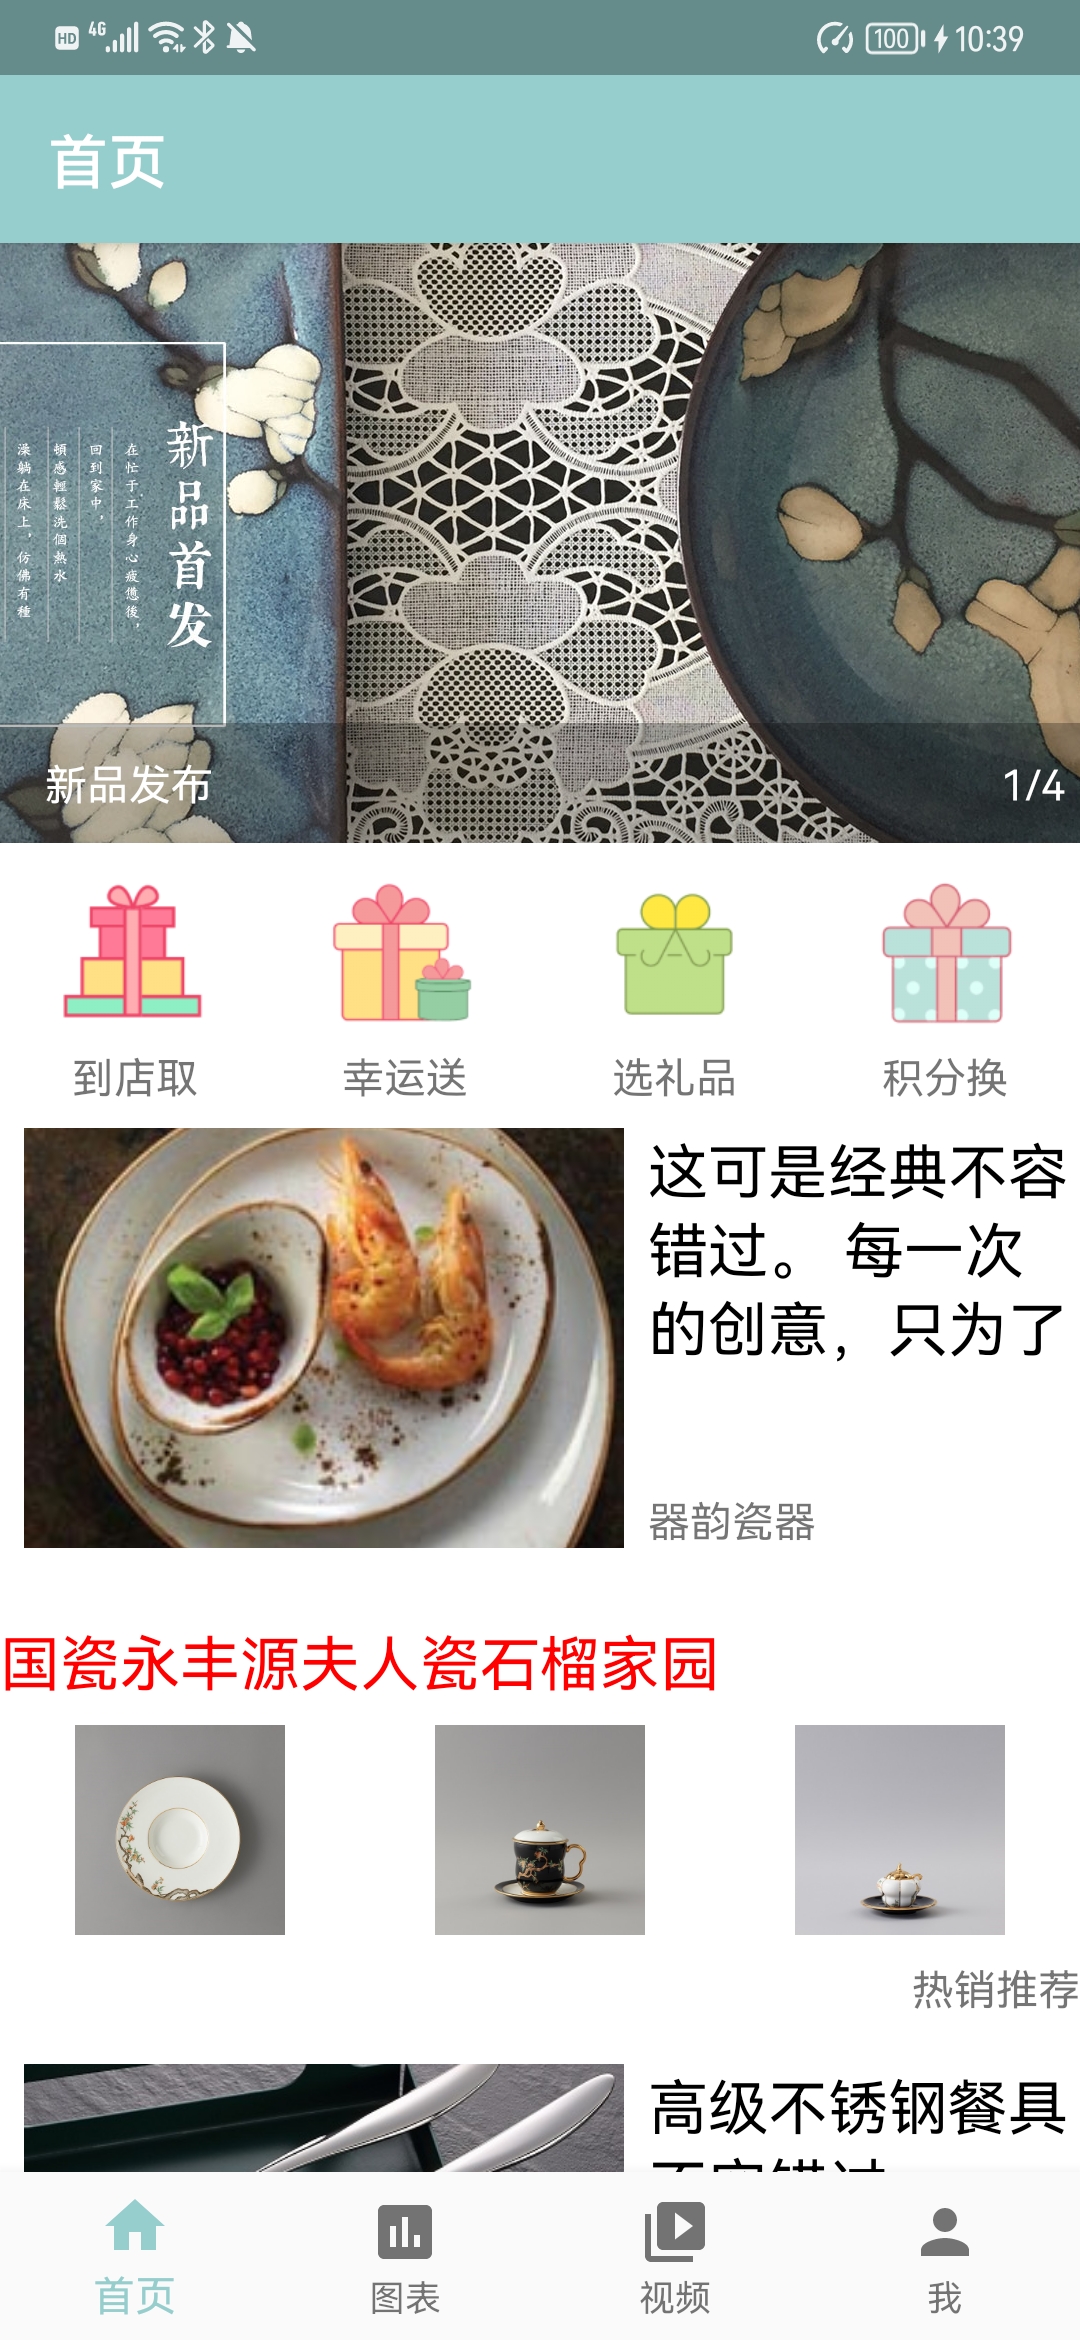 HD 4G 100 10:39
首页
新品首发
在忙于工作身心疲憊後，
回到家中，
頓感輕鬆洗個熱水
澡躺在床上，仿佛有種
新品发布
1/4
到店取
幸运送
选礼品
积分换
这可是经典不容
错过。 每一次
的创意，只为了
器韵瓷器
国瓷永丰源夫人瓷石榴家园
热销推荐
高级不锈钢餐具
首页
图表
视频
我